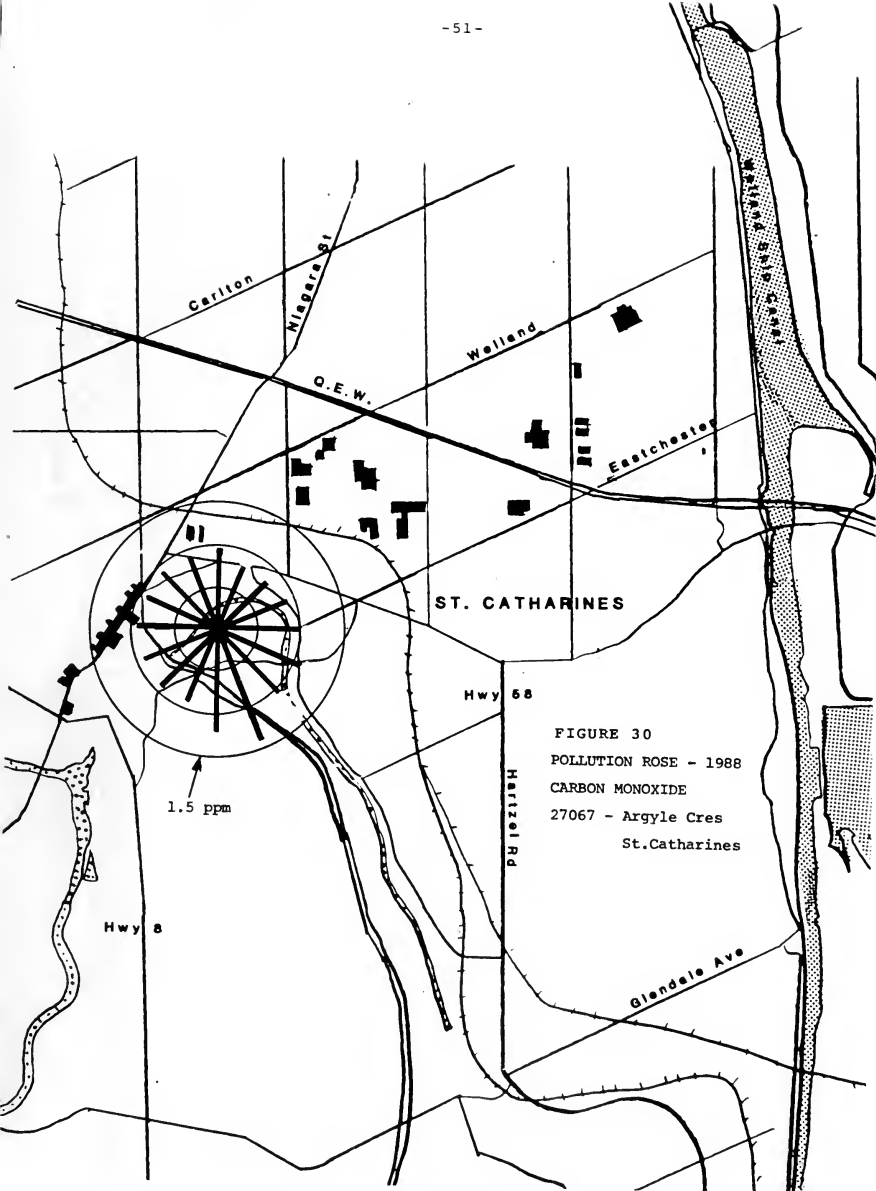 -51-
Welland Ship Canal
Carlton
Niagara St
Welland
Q.E.W.
Eastchester
ST. CATHARINES
Hwy 58
FIGURE 30
POLLUTION ROSE - 1988
CARBON MONOXIDE
27067 - Argyle Cres
St.Catharines
1.5 ppm
Hartzel Rd
Hwy 8
Glendale Ave